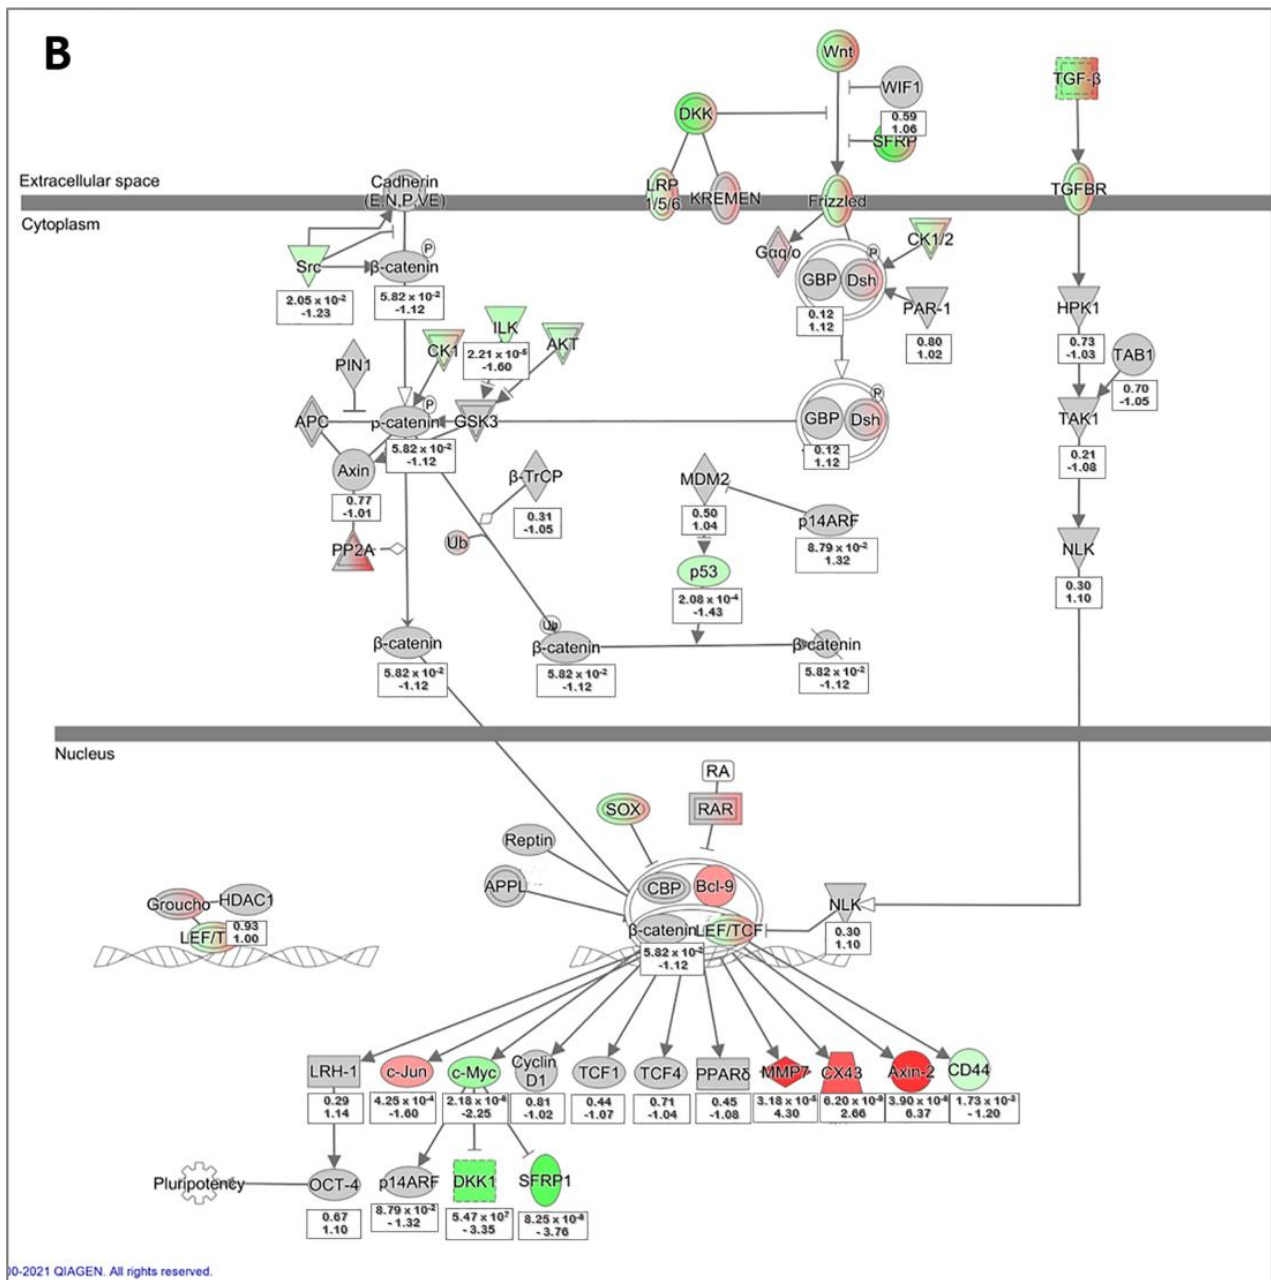 B
Wnt
WIF1
0.59
1.06
TGF-β
DKK
SFRP
Extracellular space
Cadherin
(E,N,P,VE)
LRP
1/5/6
KREMEN
Frizzled
TGFBR
Cytoplasm
Src
2.05 x 10-2
-1.23
P
β-catenin
5.82 x 10-2
-1.12
Gαq/o
P
CK1/2
GBP
Dsh
0.12
1.12
PAR-1
0.80
1.02
HPK1
0.73
-1.03
TAB1
0.70
-1.05
PIN1
CK1
ILK
2.21 x 10-5
-1.60
AKT
P
APC
β-catenin
GSK3
5.82 x 10-2
-1.12
P
GBP
Dsh
0.12
1.12
TAK1
0.21
-1.08
Axin
0.77
-1.01
β-TrCP
0.31
-1.05
MDM2
0.50
1.04
p14ARF
8.79 x 10-2
1.32
PP2A
Ub
p53
2.08 x 10-4
-1.43
NLK
0.30
1.10
β-catenin
5.82 x 10-2
-1.12
Ub
β-catenin
5.82 x 10-2
-1.12
β-catenin
5.82 x 10-2
-1.12
Nucleus
RA
SOX
RAR
Reptin
APPL
CBP
Bcl-9
NLK
0.30
1.10
Groucho
HDAC1
LEF/T
0.93
1.00
β-catenin
LEF/TCF
5.82 x 10-2
-1.12
LRH-1
0.29
1.14
c-Jun
4.25 x 10-4
-1.60
c-Myc
2.18 x 10-8
-2.25
Cyclin
D1
0.81
-1.02
TCF1
0.44
-1.07
TCF4
0.71
-1.04
PPARδ
0.45
-1.08
MMP7
3.18 x 10-5
4.30
CX43
6.20 x 10-9
2.66
Axin-2
3.90 x 10-8
6.37
CD44
1.73 x 10-3
- 1.20
Pluripotency
OCT-4
0.67
1.10
p14ARF
8.79 x 10-2
- 1.32
DKK1
5.47 x 107
- 3.35
SFRP1
8.25 x 10-8
- 3.76
00-2021 QIAGEN. All rights reserved.